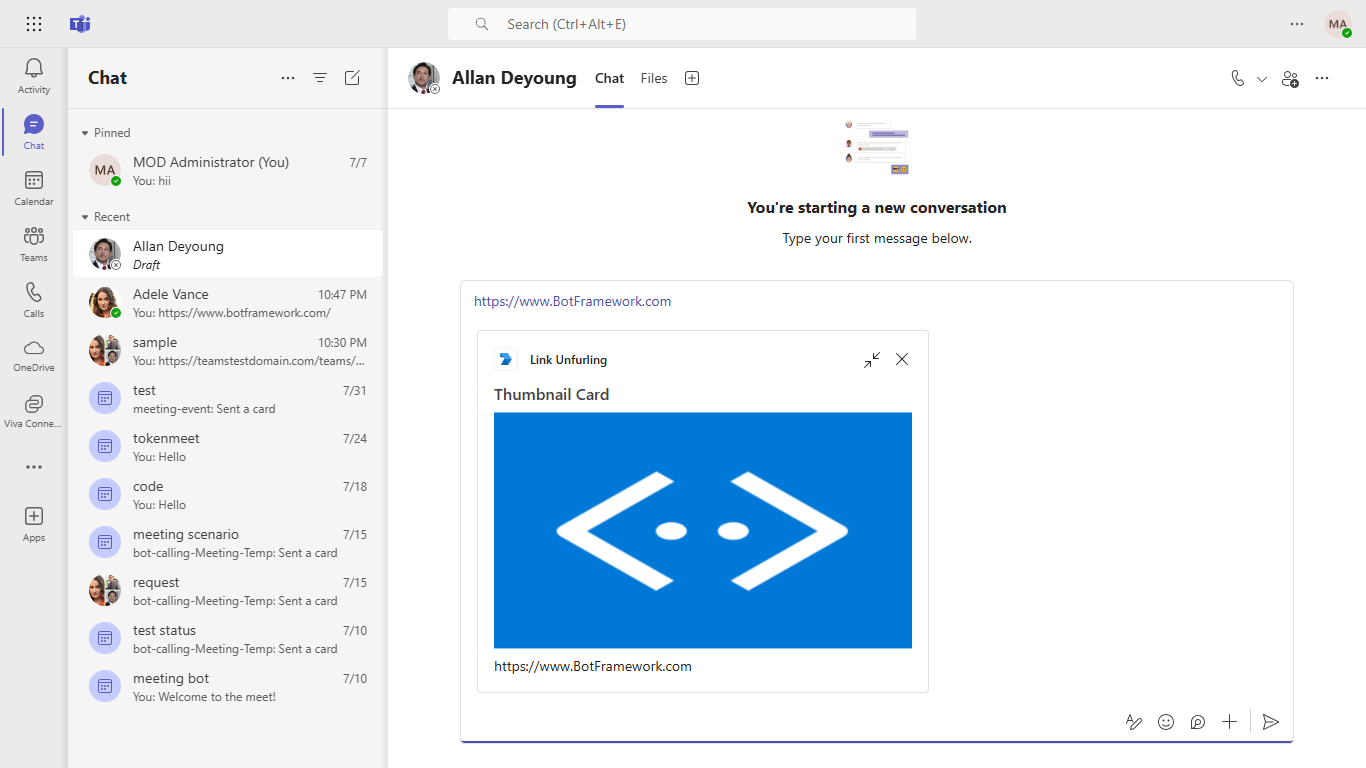 Search (Ctrl+Alt+E)
MA
Activity
Chat
Calendar
Teams
Calls
OneDrive
Viva Conne...
Apps
Chat
Pinned
MA
MOD Administrator (You) 7/7
You: hii
Recent
Allan Deyoung
Draft
Adele Vance 10:47 PM
You: https://www.botframework.com/
sample 10:30 PM
You: https://teamstestdomain.com/teams/...
test 7/31
meeting-event: Sent a card
tokenmeet 7/24
You: Hello
code 7/18
You: Hello
meeting scenario 7/15
bot-calling-Meeting-Temp: Sent a card
request 7/15
bot-calling-Meeting-Temp: Sent a card
test status 7/10
bot-calling-Meeting-Temp: Sent a card
meeting bot 7/10
You: Welcome to the meet!
Allan Deyoung Chat Files
You're starting a new conversation
Type your first message below.
https://www.BotFramework.com
Link Unfurling
Thumbnail Card
https://www.BotFramework.com